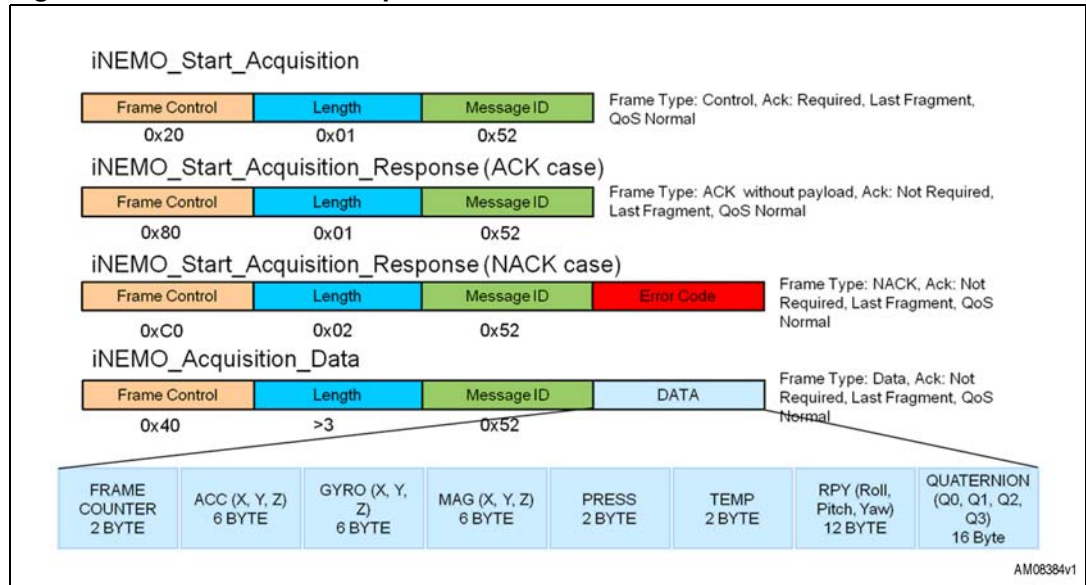 iNEMO_Start_Acquisition
Frame Control Length Message ID
0x20 0x01 0x52
Frame Type: Control, Ack: Required, Last Fragment,
QoS Normal
iNEMO_Start_Acquisition_Response (ACK case)
Frame Control Length Message ID
0x80 0x01 0x52
Frame Type: ACK without payload, Ack: Not Required,
Last Fragment, QoS Normal
iNEMO_Start_Acquisition_Response (NACK case)
Frame Control Length Message ID Error Code
0xC0 0x02 0x52
Frame Type: NACK, Ack: Not
Required, Last Fragment, QoS
Normal
iNEMO_Acquisition_Data
Frame Control Length Message ID DATA
0x40 >3 0x52
Frame Type: Data, Ack: Not
Required, Last Fragment, QoS
Normal
FRAME
COUNTER
2 BYTE
ACC (X, Y, Z)
6 BYTE
GYRO (X, Y,
Z)
6 BYTE
MAG (X, Y, Z)
6 BYTE
PRESS
2 BYTE
TEMP
2 BYTE
RPY (Roll,
Pitch, Yaw)
12 BYTE
QUATERNION
(Q0, Q1, Q2,
Q3)
16 Byte
AM08384v1